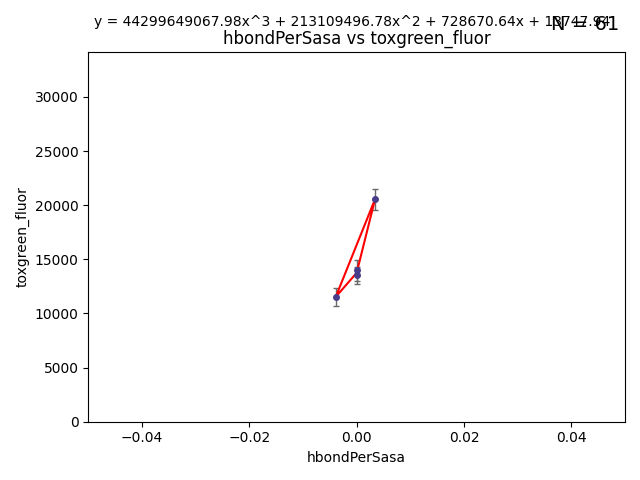 y = 44299649067.98x^3 + 213109496.78x^2 + 728670.64x +
N = 61
hbondPerSasa vs toxgreen_fluor
30000
25000
20000
15000
10000
5000
0
toxgreen_fluor
−0.04 −0.02 0.00 0.02 0.04
hbondPerSasa